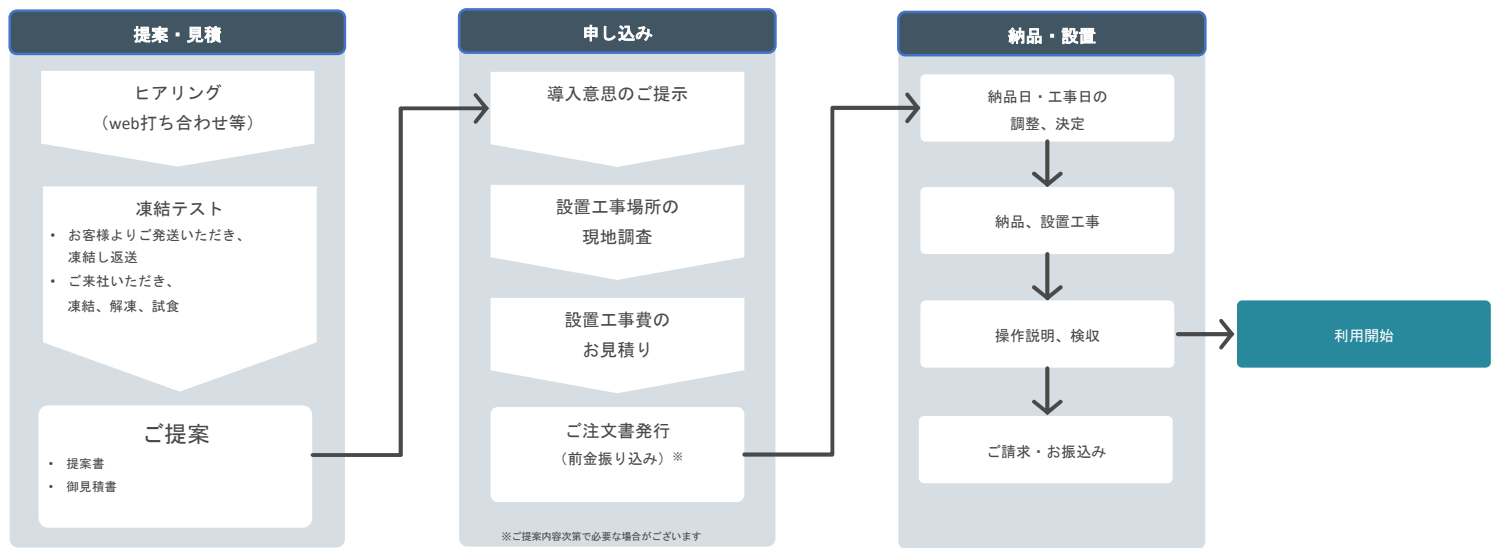 提案・見積
ヒアリング
（web打ち合わせ等）
凍結テスト
• お客様よりご発送いただき、
凍結し返送
• ご来社いただき、
凍結、解凍、試食
ご提案
• 提案書
• 御見積書
申し込み
導入意思のご提示
設置工事場所の
現地調査
設置工事費の
お見積り
ご注文書発行
（前金振り込み）※
※ご提案内容次第で必要な場合がございます
納品・設置
納品日・工事日の
調整、決定
納品、設置工事
操作説明、検収
ご請求・お振込み
利用開始